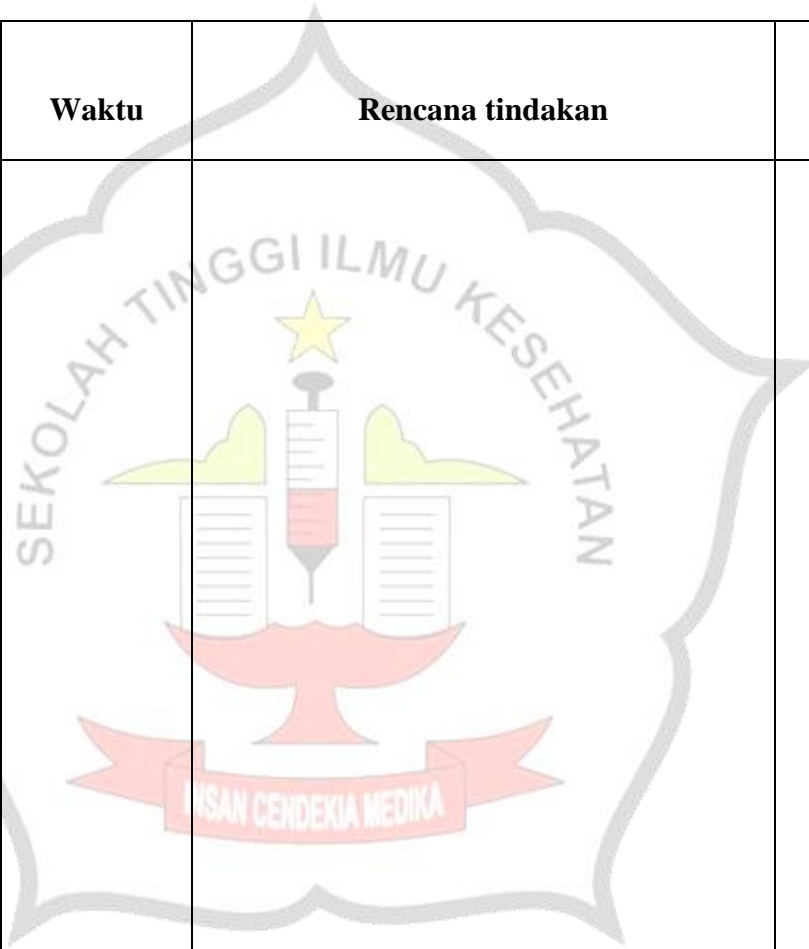 Waktu
Rencana tindakan
SEKOLAH TINGGI ILMU KESEHATAN
INSAN CENDEKIA MEDIKA